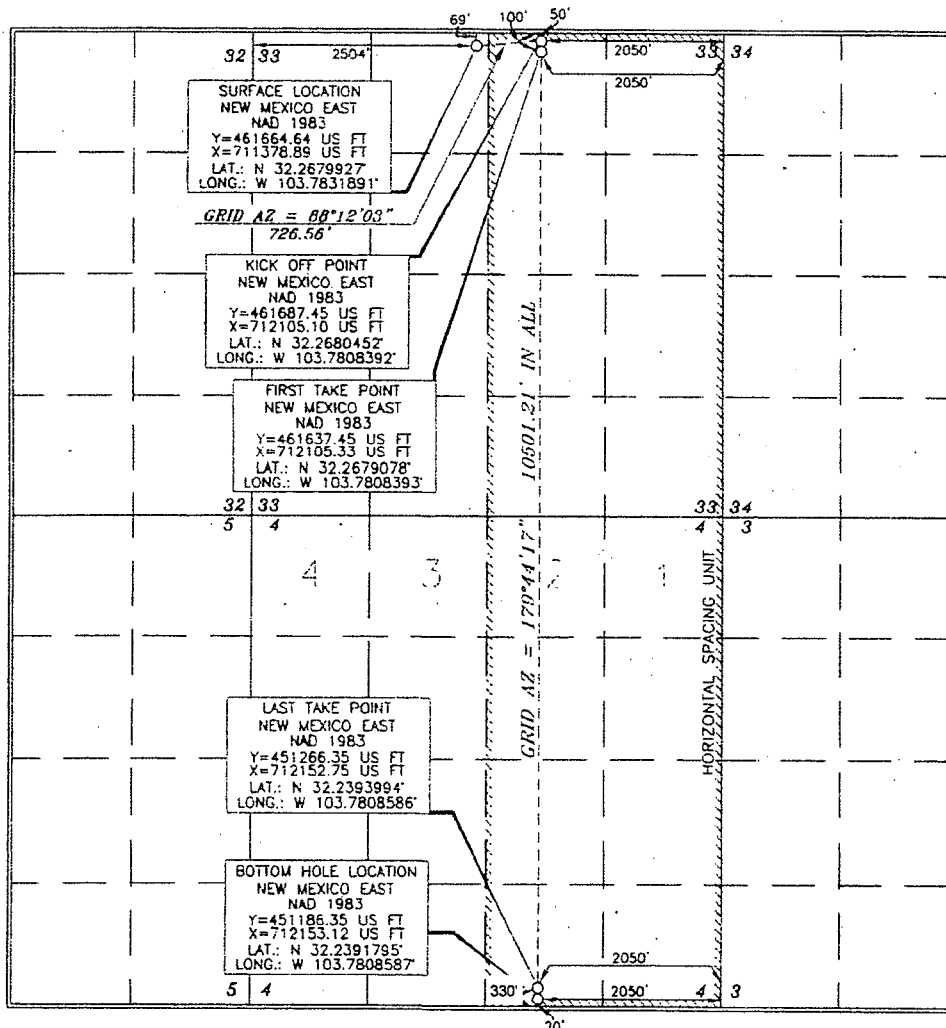 69' 100' 50'
32 33 2504' 2050' 33 34
2050'
SURFACE LOCATION
NEW MEXICO EAST
NAD 1983
Y=461664.64 US FT
X=711378.89 US FT
LAT.: N 32.2679927°
LONG.: W 103.7831891°
GRID AZ = 88°12'03"
726.56'
KICK OFF POINT
NEW MEXICO EAST
NAD 1983
Y=461687.45 US FT
X=712105.10 US FT
LAT.: N 32.2680452°
LONG.: W 103.7808392°
FIRST TAKE POINT
NEW MEXICO EAST
NAD 1983
Y=461637.45 US FT
X=712105.33 US FT
LAT.: N 32.2679078°
LONG.: W 103.7808393°
GRID AZ = 179°44'17" 10501.21' IN ALL
32 33 33 34
5 4 4 3
4 3 2 1
HORIZONTAL SPACING UNIT
LAST TAKE POINT
NEW MEXICO EAST
NAD 1983
Y=451266.35 US FT
X=712152.75 US FT
LAT.: N 32.2393994°
LONG.: W 103.7808586°
BOTTOM HOLE LOCATION
NEW MEXICO EAST
NAD 1983
Y=451186.35 US FT
X=712153.12 US FT
LAT.: N 32.2391795°
LONG.: W 103.7808587°
2050'
5 4 330' 2050' 4 3
20'